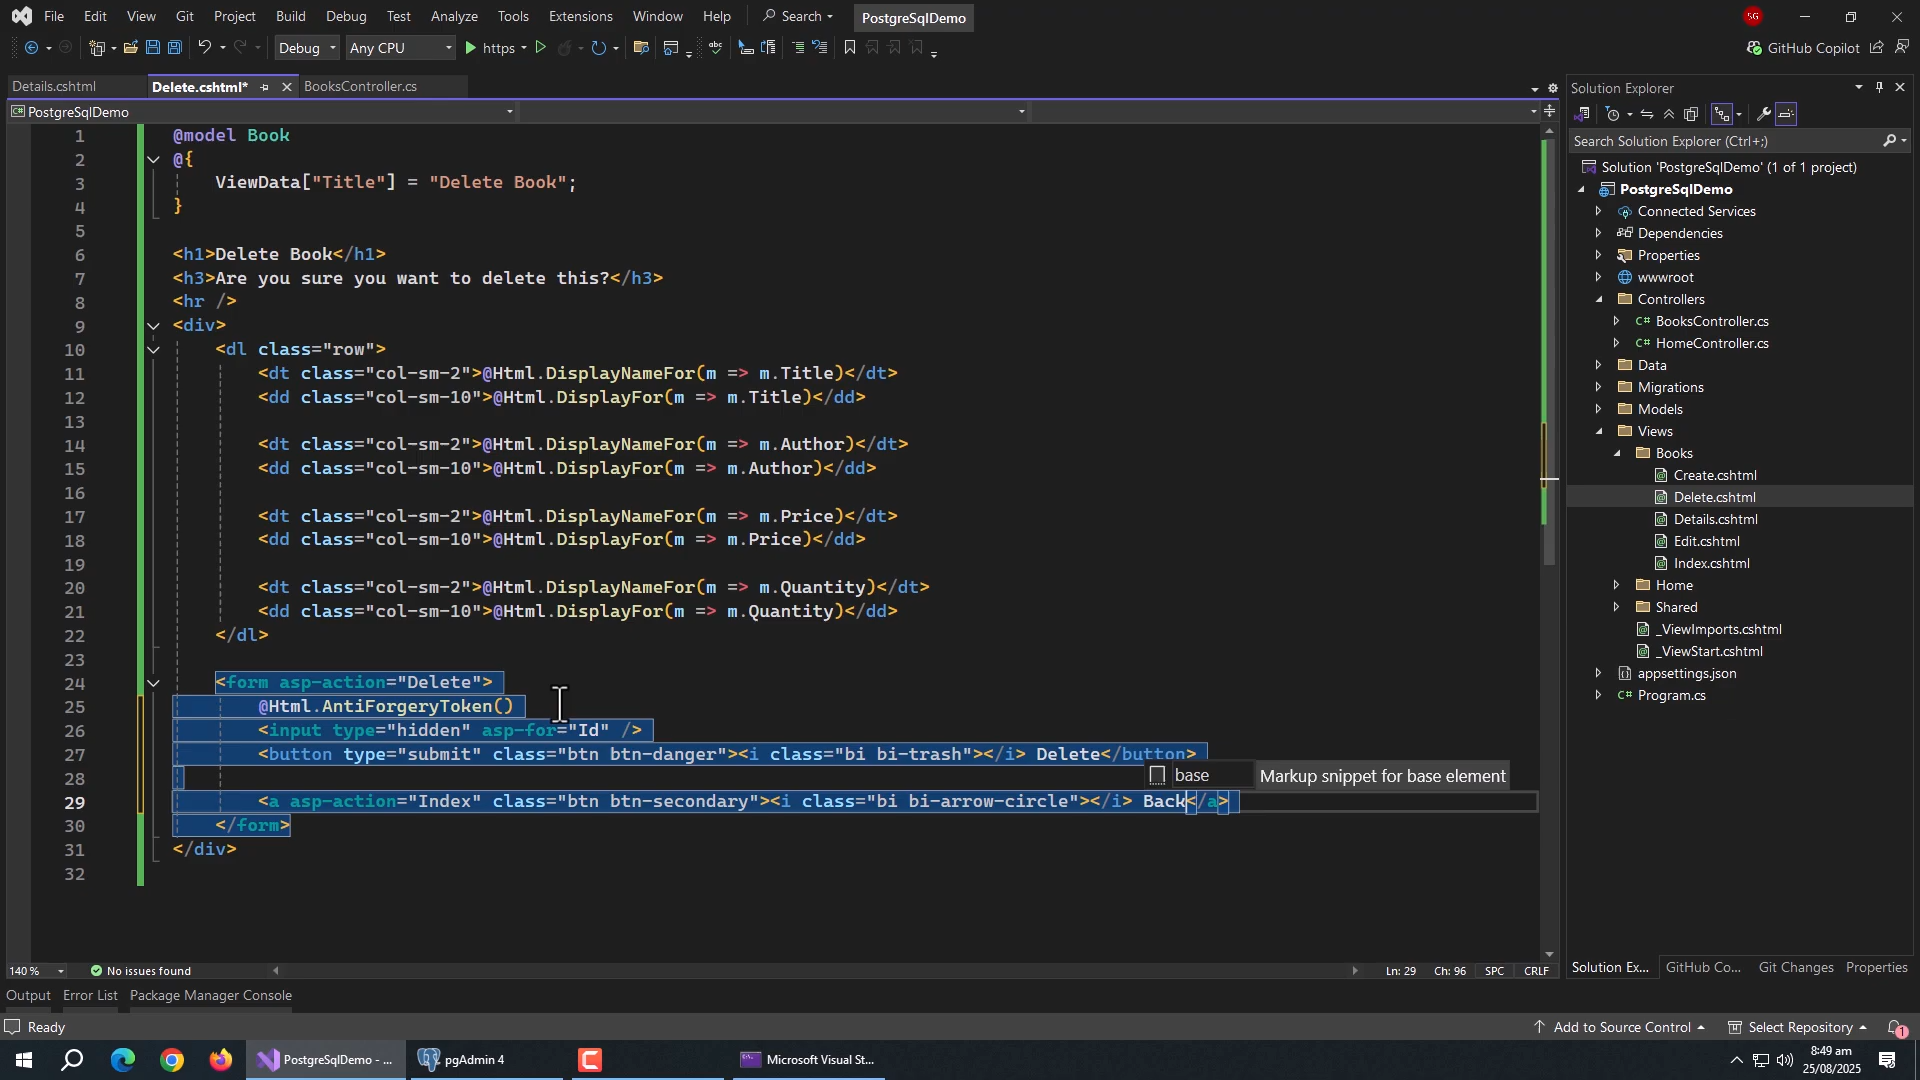 File Edit View Git Project Build Debug Test Analyze Tools Extensions Window Help Search PostgreSqlDemo SG
Debug Any CPU https GitHub Copilot
Details.cshtml Delete.cshtml* BooksController.cs
PostgreSqlDemo
1 @model Book
2 @{
3 ViewData["Title"] = "Delete Book";
4 }
5
6 <h1>Delete Book</h1>
7 <h3>Are you sure you want to delete this?</h3>
8 <hr />
9 <div>
10 <dl class="row">
11 <dt class="col-sm-2">@Html.DisplayNameFor(m => m.Title)</dt>
12 <dd class="col-sm-10">@Html.DisplayFor(m => m.Title)</dd>
13
14 <dt class="col-sm-2">@Html.DisplayNameFor(m => m.Author)</dt>
15 <dd class="col-sm-10">@Html.DisplayFor(m => m.Author)</dd>
16
17 <dt class="col-sm-2">@Html.DisplayNameFor(m => m.Price)</dt>
18 <dd class="col-sm-10">@Html.DisplayFor(m => m.Price)</dd>
19
20 <dt class="col-sm-2">@Html.DisplayNameFor(m => m.Quantity)</dt>
21 <dd class="col-sm-10">@Html.DisplayFor(m => m.Quantity)</dd>
22 </dl>
23
24 <form asp-action="Delete">
25 @Html.AntiForgeryToken()
26 <input type="hidden" asp-for="Id" />
27 <button type="submit" class="btn btn-danger"><i class="bi bi-trash"></i> Delete</button>
28
base Markup snippet for base element
29 <a asp-action="Index" class="btn btn-secondary"><i class="bi bi-arrow-circle"></i> Back</a>
30 </form>
31 </div>
32
140 % No issues found Ln: 29 Ch: 96 SPC CRLF
Output Error List Package Manager Console
Solution Explorer
Search Solution Explorer (Ctrl+;)
Solution 'PostgreSqlDemo' (1 of 1 project)
PostgreSqlDemo
Connected Services
Dependencies
Properties
wwwroot
Controllers
C# BooksController.cs
C# HomeController.cs
Data
Migrations
Models
Views
Books
Create.cshtml
Delete.cshtml
Details.cshtml
Edit.cshtml
Index.cshtml
Home
Shared
_ViewImports.cshtml
_ViewStart.cshtml
appsettings.json
C# Program.cs
Solution Ex... GitHub Co... Git Changes Properties
Ready Add to Source Control Select Repository 1
PostgreSqlDemo - ... pgAdmin 4 Microsoft Visual St... 8:49 am
25/08/2025